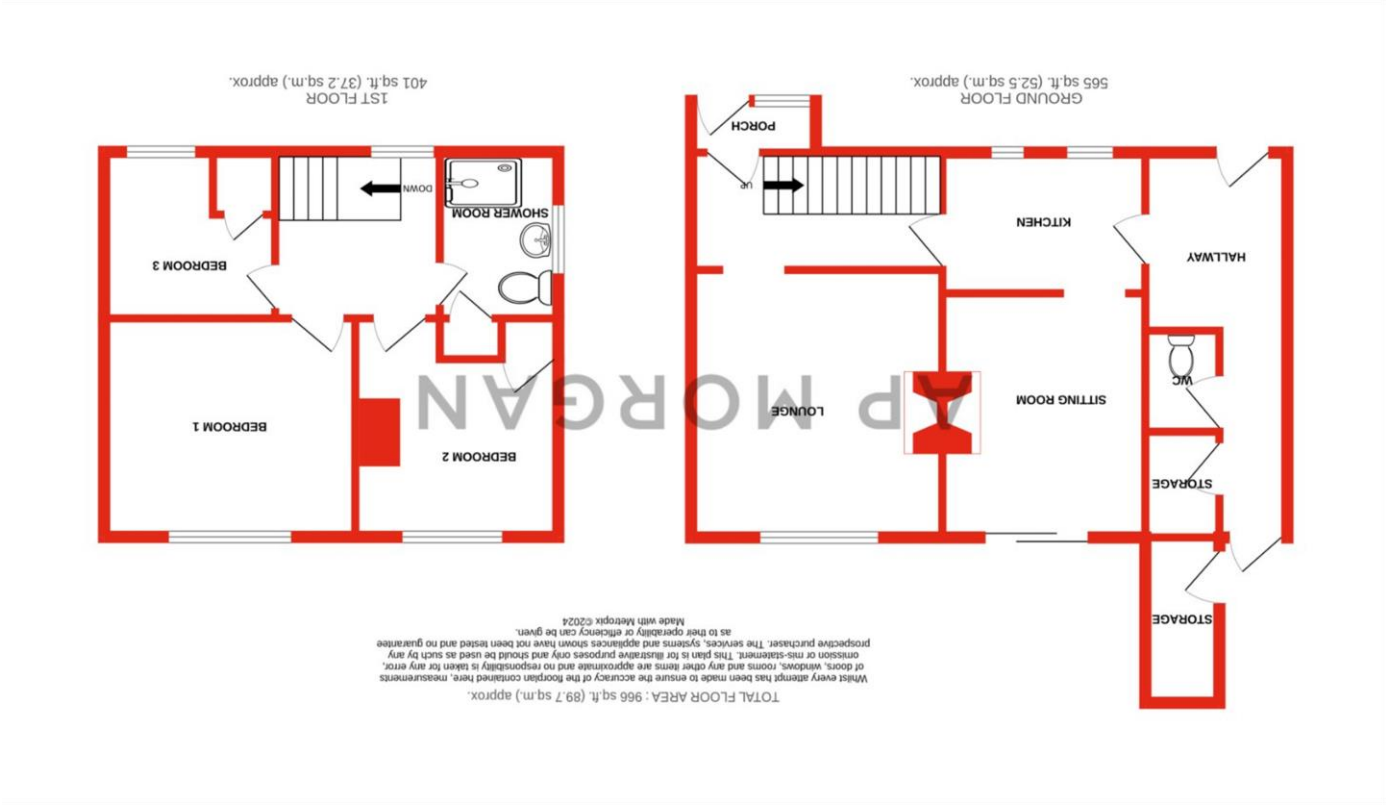 STORAGE
TOTAL FLOOR AREA : 966 sq.ft. (89.7 sq.m.) approx.
Whilst every attempt has been made to ensure the accuracy of the floorplan contained here, measurements
of doors, windows, rooms and any other items are approximate and no responsibility is taken for any error,
omission or mis-statement. This plan is for illustrative purposes only and should be used as such by any
prospective purchaser. The services, systems and appliances shown have not been tested and no guarantee
as to their operability or efficiency can be given.
Made with Metropix ©2024
STORAGE
WC
SITTING ROOM
LOUNGE
HALLWAY
KITCHEN
UP
PORCH
GROUND FLOOR
565 sq.ft. (52.5 sq.m.) approx.
AP MORGAN
BEDROOM 2
BEDROOM 1
BEDROOM 3
SHOWER ROOM
DOWN
1ST FLOOR
401 sq.ft. (37.2 sq.m.) approx.